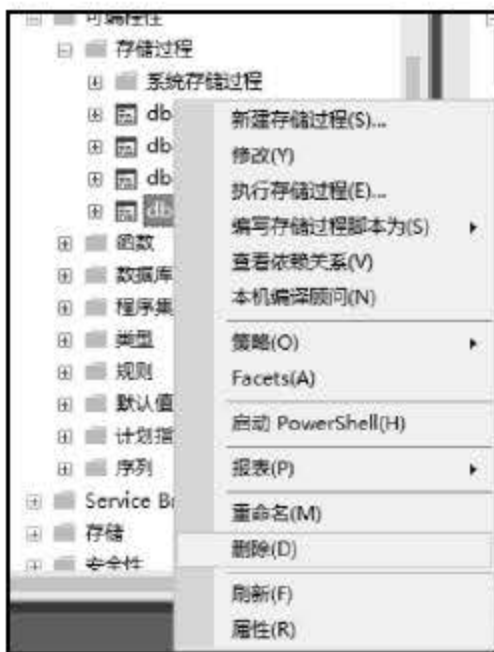 可编程性
存储过程
系统存储过程
db
db
db
db
函数
数据库
程序集
类型
规则
默认值
计划指
序列
Service Br
存储
安全性
新建存储过程(S)...
修改(Y)
执行存储过程(E)...
编写存储过程脚本为(S)
查看依赖关系(V)
本机编译顾问(N)
策略(O)
Facets(A)
启动 PowerShell(H)
报表(P)
重命名(M)
删除(D)
刷新(F)
属性(R)